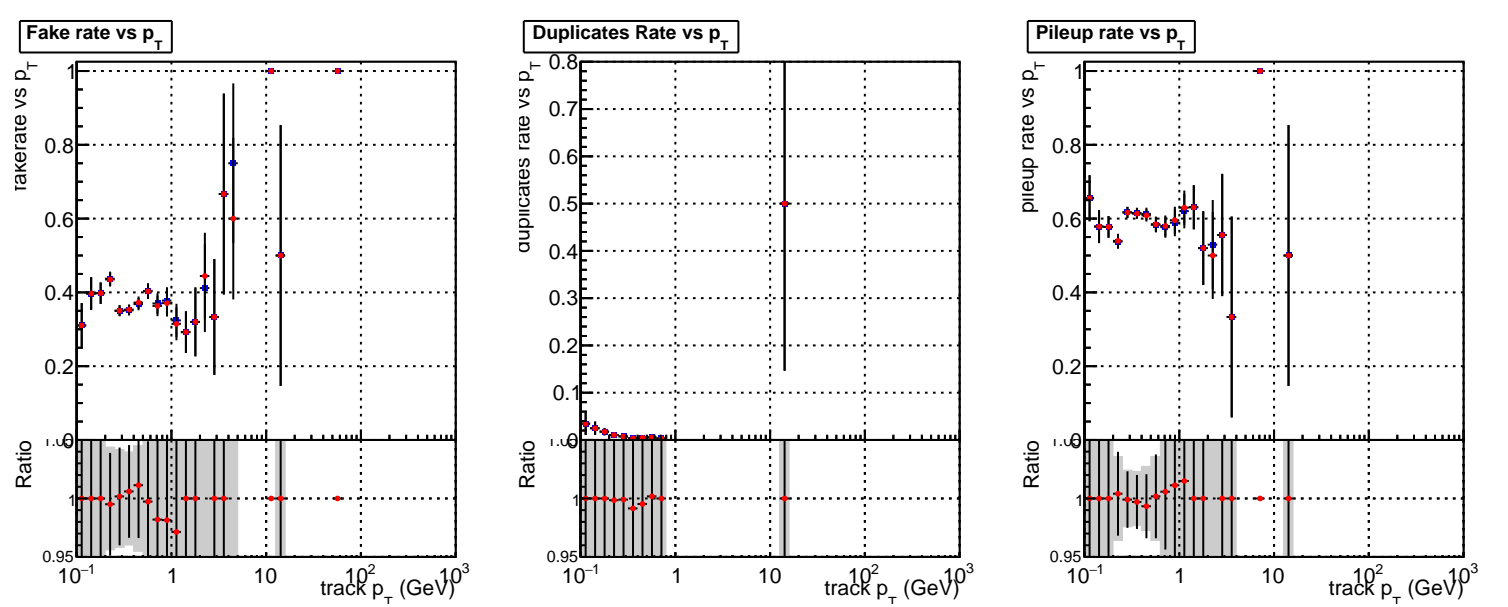 Fake rate vs p_T
Duplicates Rate vs p_T
Pileup rate vs p_T
fakerate vs p_T
1
0.8
0.6
0.4
0.2
duplicates rate vs p_T
0.8
0.7
0.6
0.5
0.4
0.3
0.2
0.1
0
pileup rate vs p_T
1
0.8
0.6
0.4
0.2
Ratio
1
0.95
10^−1 1 10 10^2 10^3
track p_T (GeV)
Ratio
1
0.95
10^−1 1 10 10^2 10^3
track p_T (GeV)
Ratio
1
0.95
10^−1 1 10 10^2 10^3
track p_T (GeV)